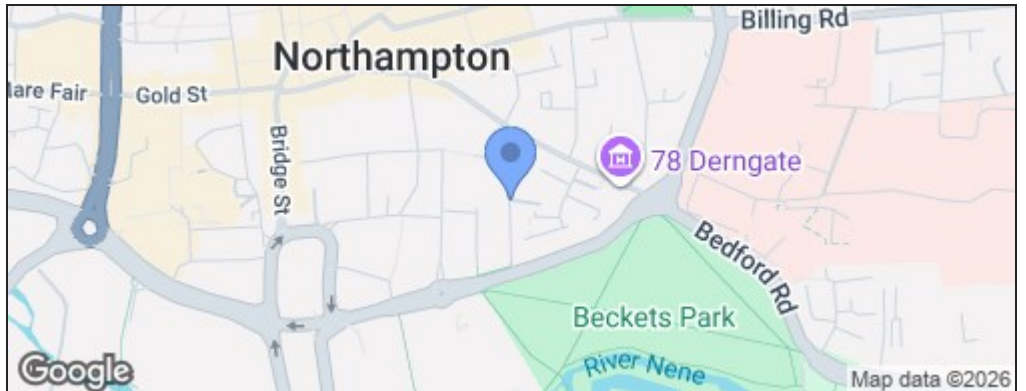 Billing Rd
Northampton
Mare Fair
Gold St
Bridge St
78 Derngate
Bedford Rd
Beckets Park
River Nene
Google
Map data ©2026